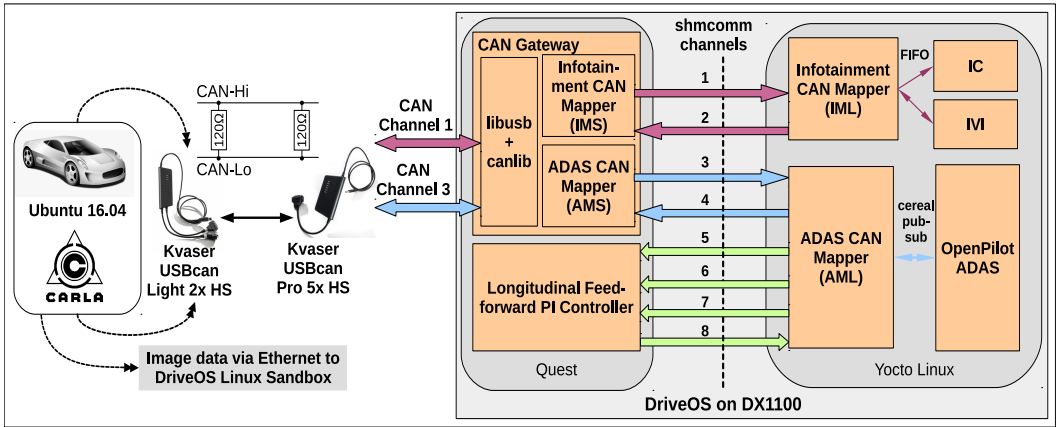 CAN-Hi
120Ω
120Ω
CAN-Lo
Ubuntu 16.04
C
CARLA
Kvaser
USBcan
Light 2x HS
Kvaser
USBcan
Pro 5x HS
Image data via Ethernet to
DriveOS Linux Sandbox
CAN
Channel 1
CAN
Channel 3
CAN Gateway
libusb
+
canlib
Infotain-
ment CAN
Mapper
(IMS)
ADAS CAN
Mapper
(AMS)
Longitudinal Feed-
forward PI Controller
Quest
shmcomm
channels
1
2
3
4
5
6
7
8
Infotainment
CAN Mapper
(IML)
FIFO
IC
IVI
ADAS CAN
Mapper
(AML)
cereal
pub-
sub
OpenPilot
ADAS
Yocto Linux
DriveOS on DX1100